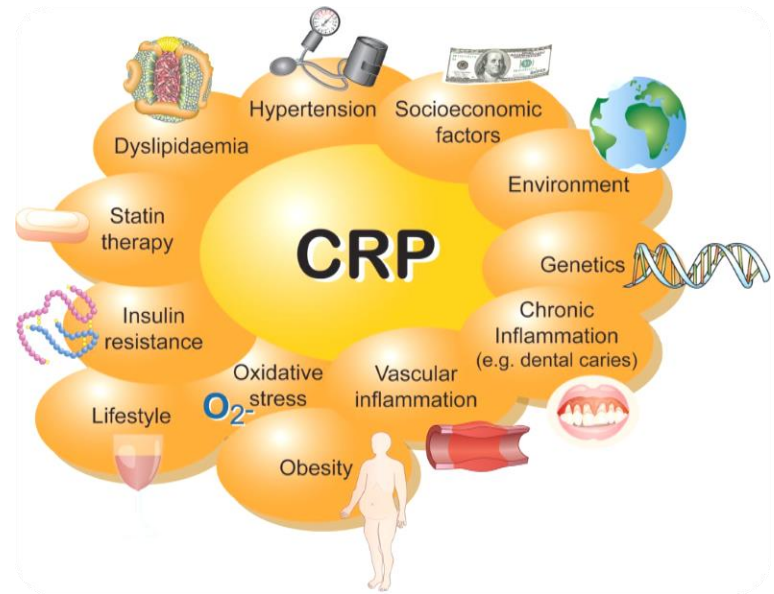 Hypertension
Socioeconomic
factors
Dyslipidaemia
Environment
Statin
therapy
CRP
Genetics
Insulin
resistance
Chronic
Inflammation
(e.g. dental caries)
Oxidative
stress
O2-
Vascular
inflammation
Lifestyle
Obesity